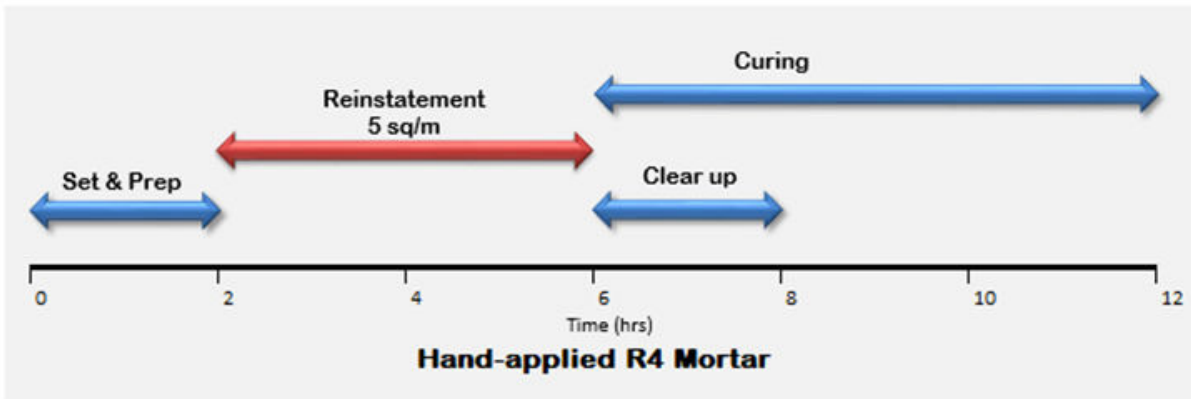 Curing
Reinstatement
5 sq/m
Set & Prep
Clear up
0 2 4 6 8 10 12
Time (hrs)
Hand-applied R4 Mortar